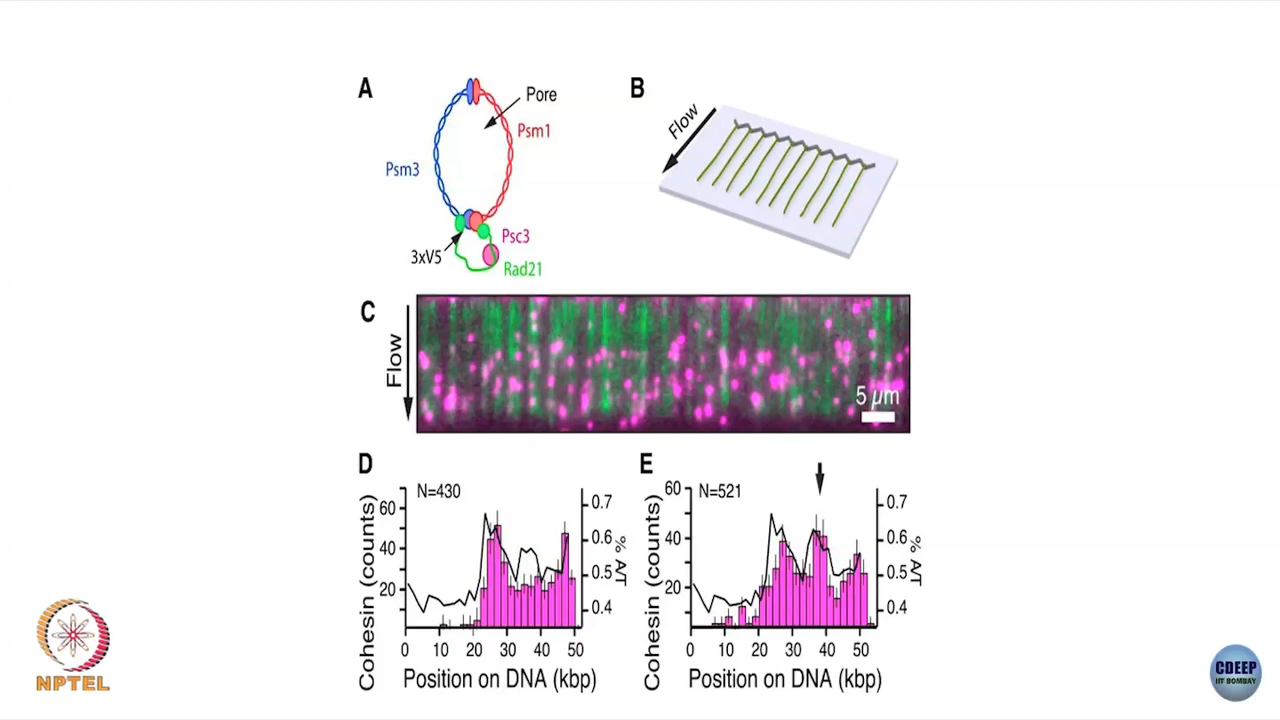 A
Pore
Psm1
Psm3
3xV5
Psc3
Rad21
B
Flow
C
Flow
5 µm
D
N=430
Cohesin (counts)
60
40
20
0.7
0.6
0.5
0.4
% A/T
0 10 20 30 40 50
Position on DNA (kbp)
E
N=521
Cohesin (counts)
60
40
20
0.7
0.6
0.5
0.4
% A/T
0 10 20 30 40 50
Position on DNA (kbp)
NPTEL
CDEEP
IIT BOMBAY